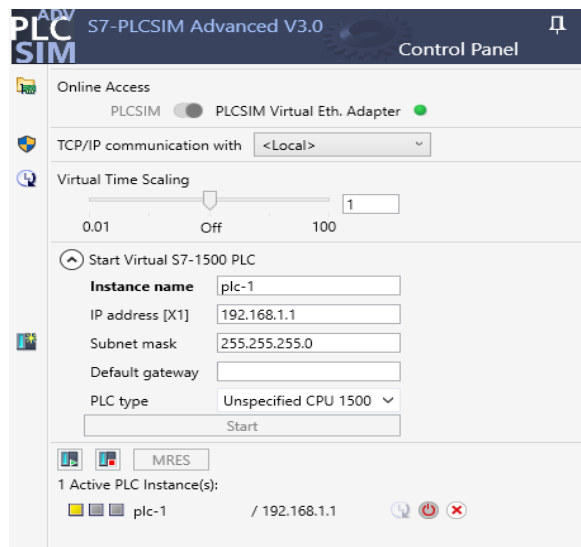 PLC ADV
SIM
S7-PLCSIM Advanced V3.0
Control Panel
Online Access
PLCSIM PLCSIM Virtual Eth. Adapter
TCP/IP communication with <Local>
Virtual Time Scaling
1
0.01 Off 100
Start Virtual S7-1500 PLC
Instance name plc-1
IP address [X1] 192.168.1.1
Subnet mask 255.255.255.0
Default gateway
PLC type Unspecified CPU 1500
Start
MRES
1 Active PLC Instance(s):
plc-1 / 192.168.1.1